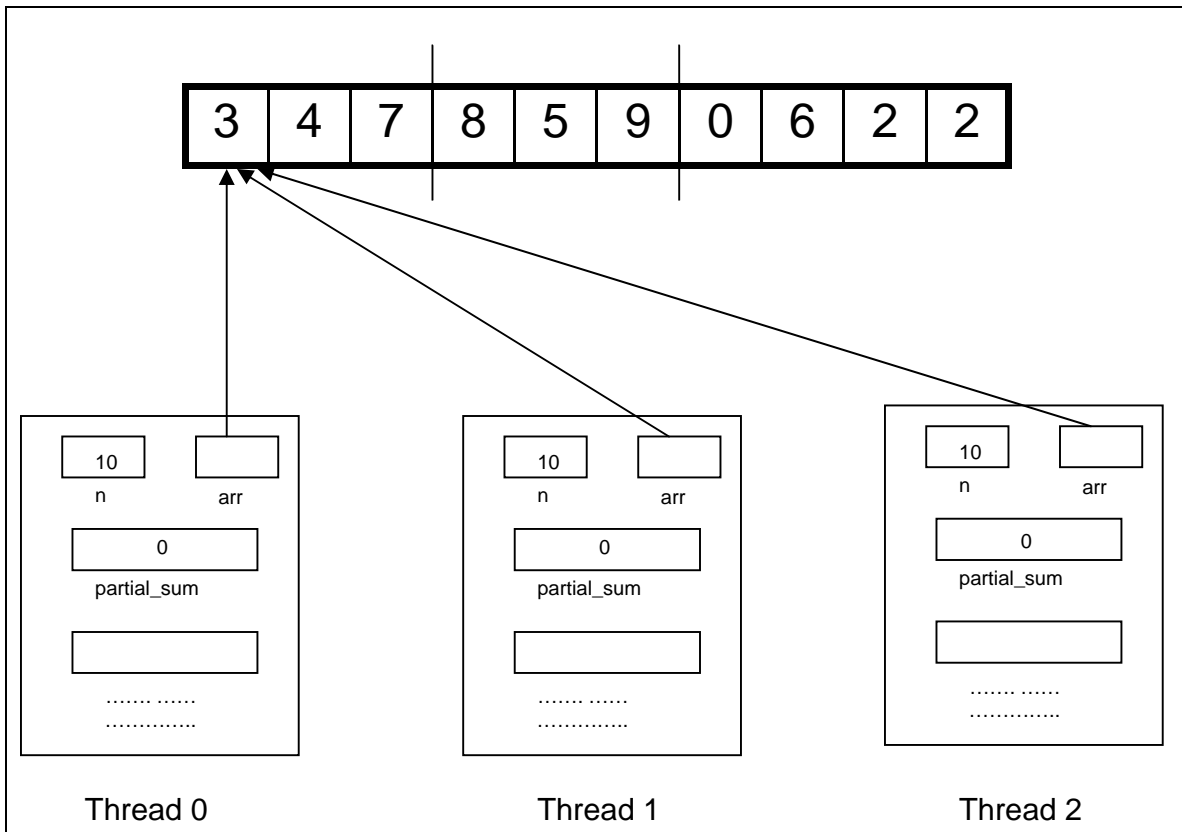 3 4 7 8 5 9 0 6 2 2
10
n arr
0
partial_sum
....... ......
..............
Thread 0
10
n arr
0
partial_sum
....... ......
..............
Thread 1
10
n arr
0
partial_sum
....... ......
..............
Thread 2